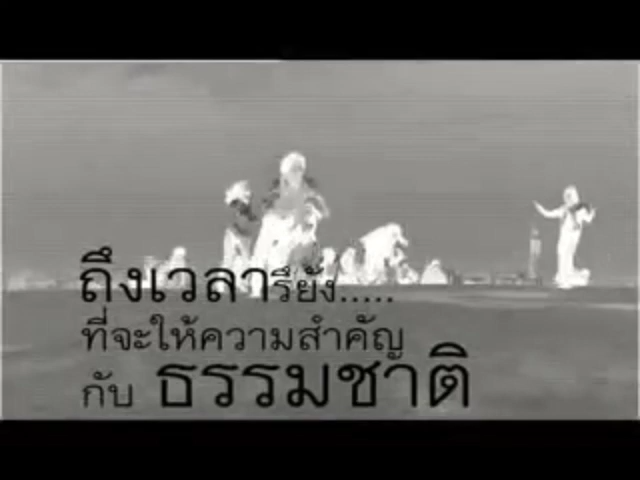 ถึงเวลารึยัง.....
ที่จะให้ความสำคัญ
กับ ธรรมชาติ